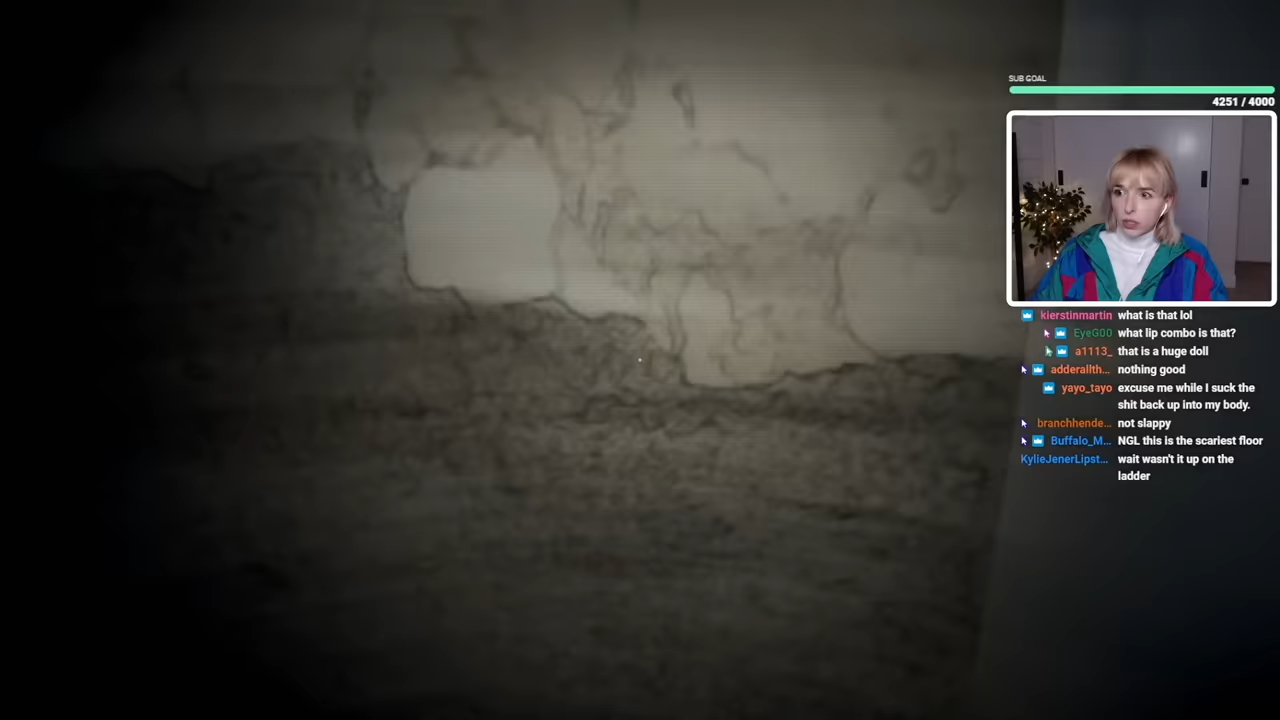 SUB GOAL
4251 / 4000
kierstinmartin what is that lol
EyeG00 what lip combo is that?
a1113_ that is a huge doll
adderallth... nothing good
yayo_tayo excuse me while I suck the
shit back up into my body.
branchhende... not slappy
Buffalo_M... NGL this is the scariest floor
KylieJenerLipst... wait wasn't it up on the
ladder